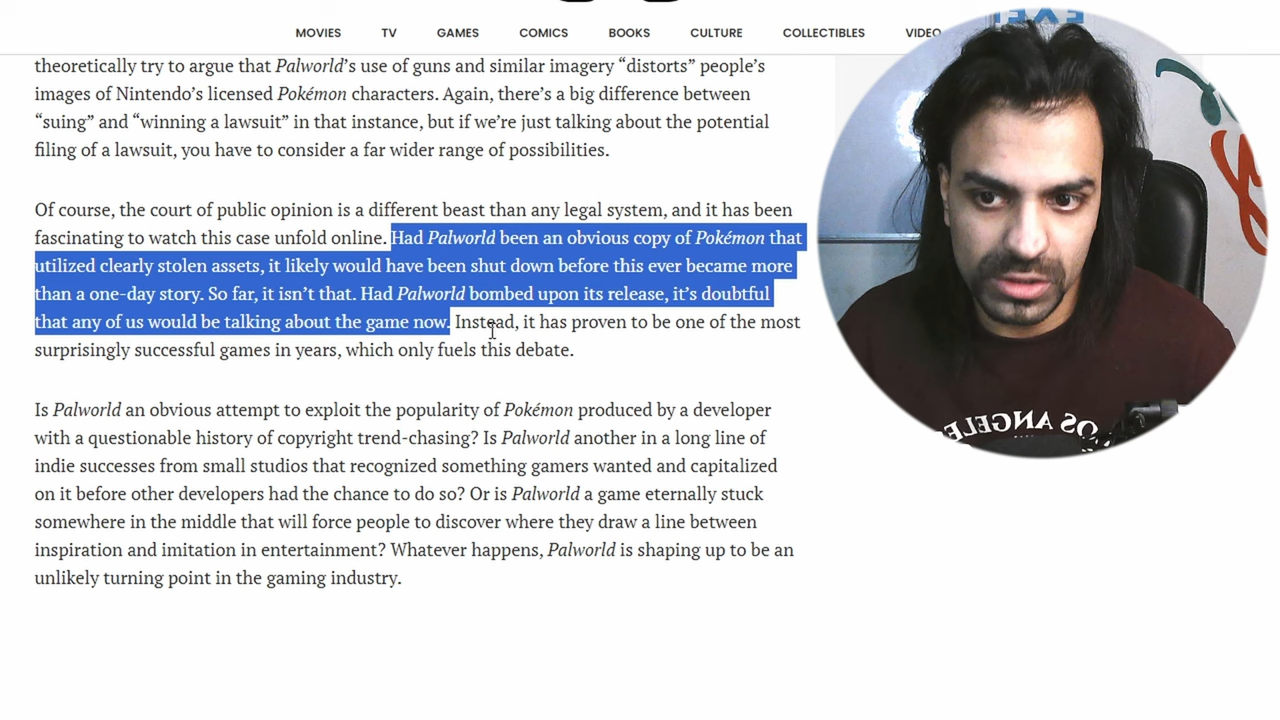 MOVIES TV GAMES COMICS BOOKS CULTURE COLLECTIBLES VIDEO
theoretically try to argue that Palworld’s use of guns and similar imagery “distorts” people’s
images of Nintendo’s licensed Pokémon characters. Again, there’s a big difference between
“suing” and “winning a lawsuit” in that instance, but if we’re just talking about the potential
filing of a lawsuit, you have to consider a far wider range of possibilities.
Of course, the court of public opinion is a different beast than any legal system, and it has been
fascinating to watch this case unfold online. Had Palworld been an obvious copy of Pokémon that
utilized clearly stolen assets, it likely would have been shut down before this ever became more
than a one-day story. So far, it isn’t that. Had Palworld bombed upon its release, it’s doubtful
that any of us would be talking about the game now. Instead, it has proven to be one of the most
surprisingly successful games in years, which only fuels this debate.
Is Palworld an obvious attempt to exploit the popularity of Pokémon produced by a developer
with a questionable history of copyright trend-chasing? Is Palworld another in a long line of
indie successes from small studios that recognized something gamers wanted and capitalized
on it before other developers had the chance to do so? Or is Palworld a game eternally stuck
somewhere in the middle that will force people to discover where they draw a line between
inspiration and imitation in entertainment? Whatever happens, Palworld is shaping up to be an
unlikely turning point in the gaming industry.
LOS ANGELES